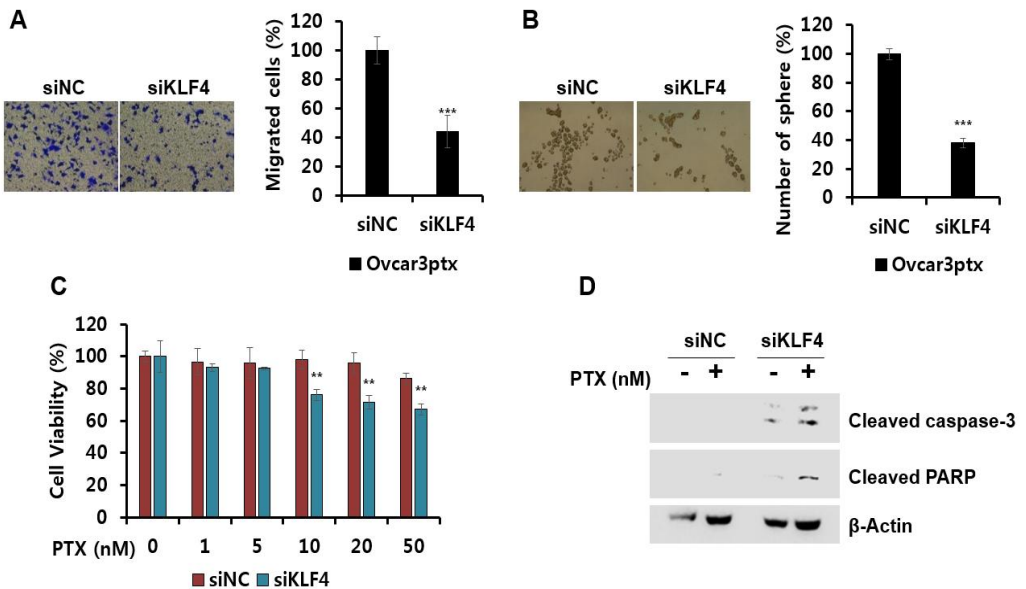 A
siNC siKLF4
Migrated cells (%)
120
100
80
60
40
20
0
***
siNC siKLF4
Ovcar3ptx
B
siNC siKLF4
Number of sphere (%)
120
100
80
60
40
20
0
***
siNC siKLF4
Ovcar3ptx
C
Cell Viability (%)
120
100
80
60
40
20
0
** ** **
PTX (nM) 0 1 5 10 20 50
siNC siKLF4
D
siNC siKLF4
PTX (nM) - + - +
Cleaved caspase-3
Cleaved PARP
β-Actin